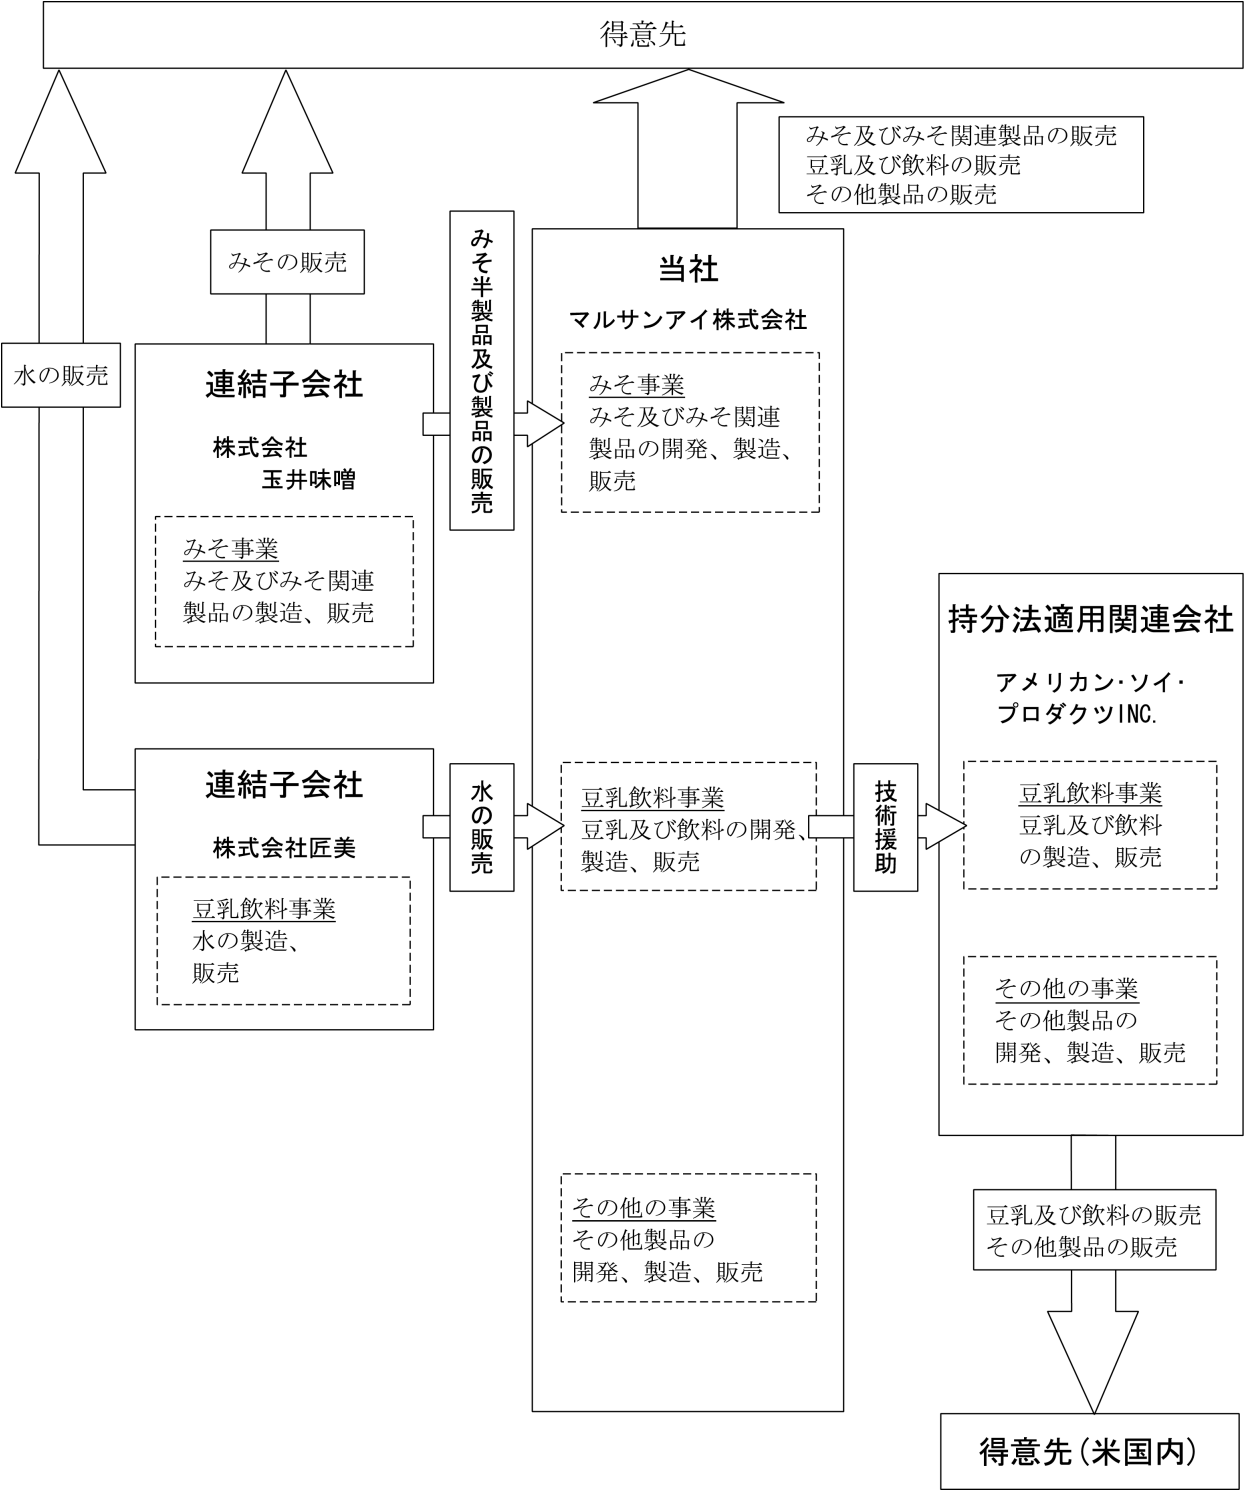 得意先
みそ及びみそ関連製品の販売
豆乳及び飲料の販売
その他製品の販売
みその販売
水の販売
連結子会社
株式会社
玉井味噌
みそ事業
みそ及びみそ関連
製品の製造、販売
みそ半製品及び製品の販売
当社
マルサンアイ株式会社
みそ事業
みそ及びみそ関連
製品の開発、製造、
販売
連結子会社
株式会社匠美
豆乳飲料事業
水の製造、
販売
水の販売
豆乳飲料事業
豆乳及び飲料の開発、
製造、販売
その他の事業
その他製品の
開発、製造、販売
技術援助
持分法適用関連会社
アメリカン・ソイ・
プロダクツINC.
豆乳飲料事業
豆乳及び飲料
の製造、販売
その他の事業
その他製品の
開発、製造、販売
豆乳及び飲料の販売
その他製品の販売
得意先(米国内)